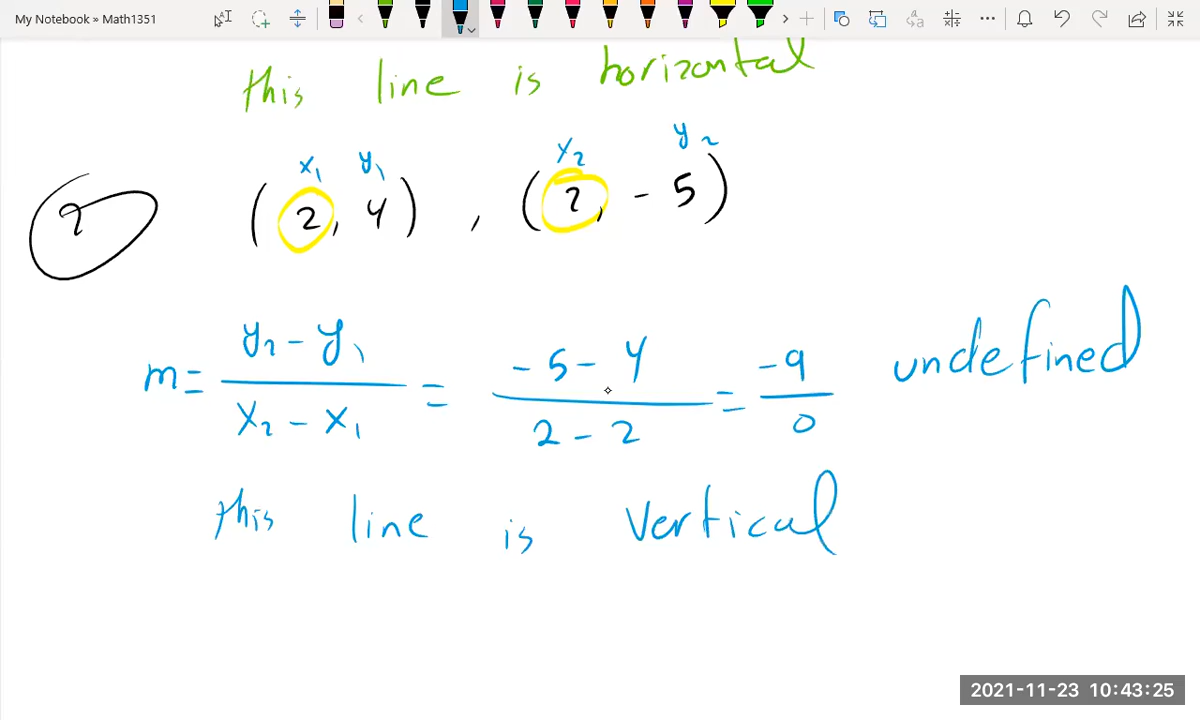 My Notebook » Math1351
this line is horizontal
x₁ y₁ x₂ y₂
2 (2, 4) , (2, -5)
m = y₂ - y₁ / x₂ - x₁ = -5 - 4 / 2 - 2 = -9 / 0 undefined
this line is vertical
2021-11-23 10:43:25